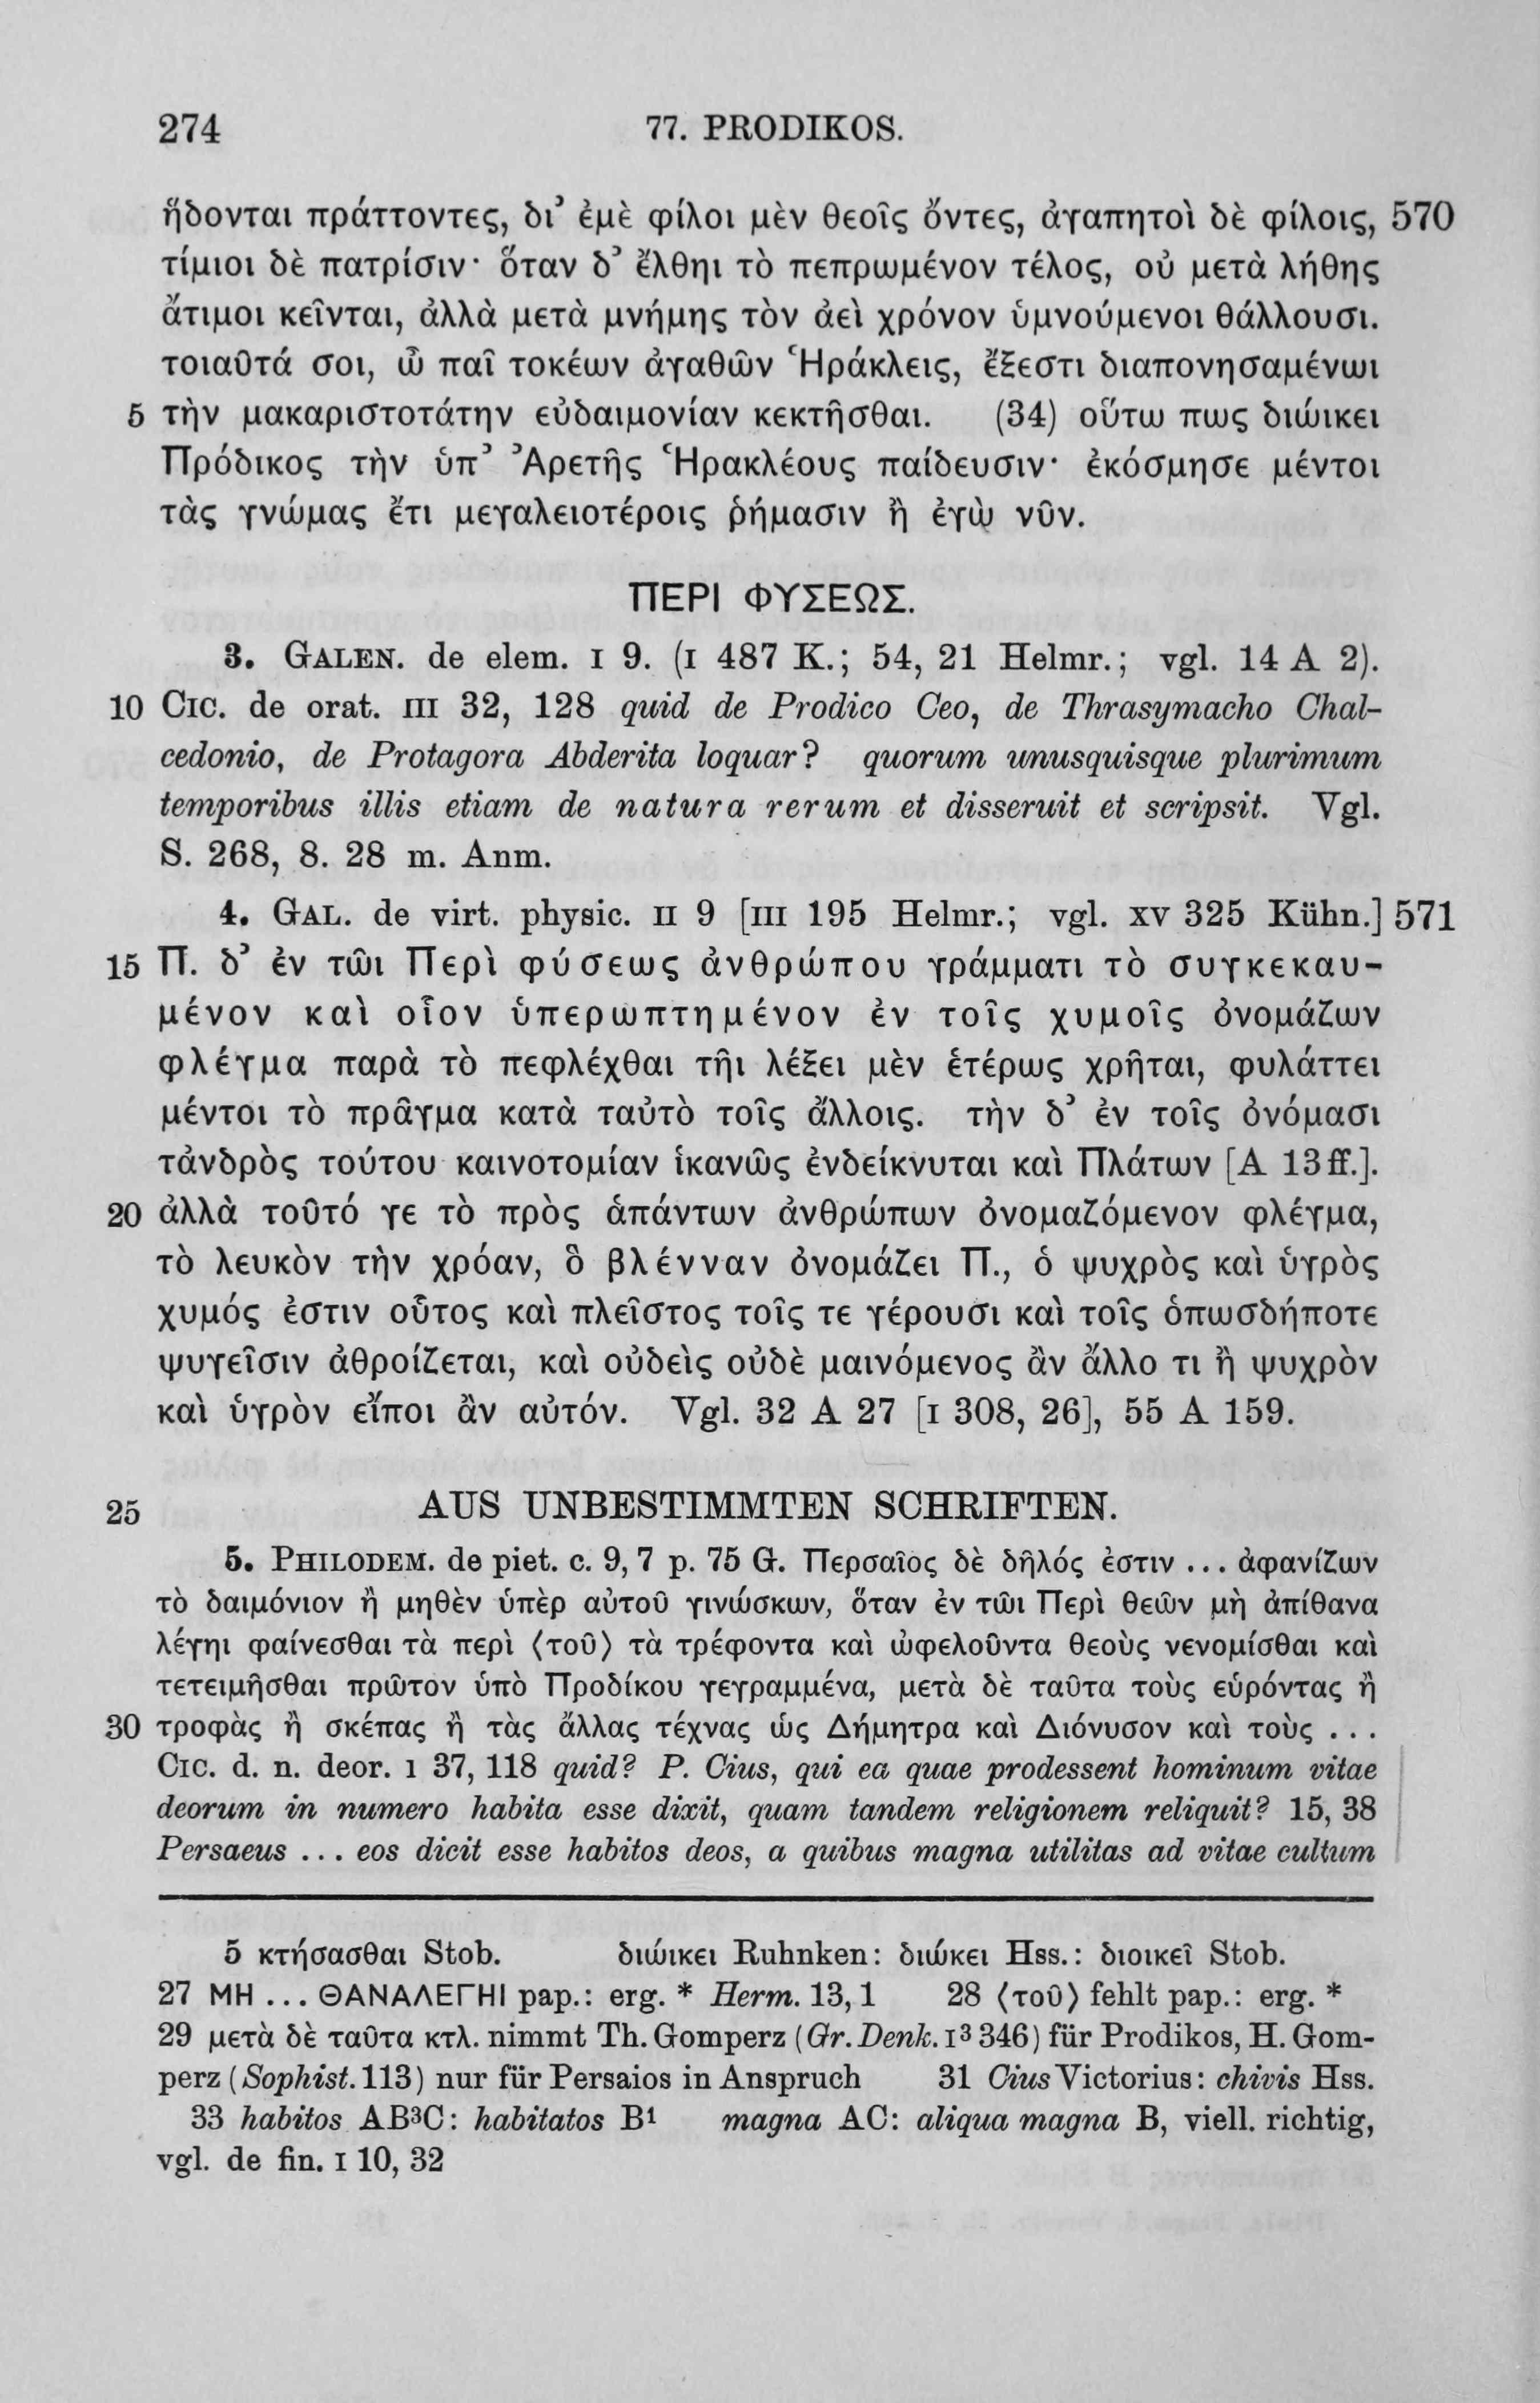 274 77. PRODIKOS.
ἥδονται πράττοντες, δι’ ἐμὲ φίλοι μὲν θεοῖς ὄντες, ἀγαπητοὶ δὲ φίλοις, 570
τίμιοι δὲ πατρίσιν· ὅταν δ’ ἔλθηι τὸ πεπρωμένον τέλος, οὐ μετὰ λήθης
ἄτιμοι κεῖνται, ἀλλὰ μετὰ μνήμης τὸν ἀεὶ χρόνον ὑμνούμενοι θάλλουσι.
τοιαῦτά σοι, ὦ παῖ τοκέων ἀγαθῶν Ἡράκλεις, ἔξεστι διαπονησαμένωι
5 τὴν μακαριστοτάτην εὐδαιμονίαν κεκτῆσθαι. (34) οὕτω πως διώικει
Πρόδικος τὴν ὑπ’ Ἀρετῆς Ἡρακλέους παίδευσιν· ἐκόσμησε μέντοι
τὰς γνώμας ἔτι μεγαλειοτέροις ῥήμασιν ἢ ἐγὼ νῦν.
ΠΕΡΙ ΦΥΣΕΩΣ.
3. GALEN. de elem. I 9. (I 487 K.; 54, 21 Helmr.; vgl. 14 A 2).
10 CIC. de orat. III 32, 128 quid de Prodico Ceo, de Thrasymacho Chal-
cedonio, de Protagora Abderita loquar? quorum unusquisque plurimum
temporibus illis etiam de natura rerum et disseruit et scripsit. Vgl.
S. 268, 8. 28 m. Anm.
4. GAL. de virt. physic. II 9 [III 195 Helmr.; vgl. XV 325 Kühn.] 571
15 Π. δ’ ἐν τῶι Περὶ φύσεως ἀνθρώπου γράμματι τὸ συγκεκαυ-
μένον καὶ οἷον ὑπερωπτημένον ἐν τοῖς χυμοῖς ὀνομάζων
φλέγμα παρὰ τὸ πεφλέχθαι τῆι λέξει μὲν ἑτέρως χρῆται, φυλάττει
μέντοι τὸ πρᾶγμα κατὰ ταὐτὸ τοῖς ἄλλοις. τὴν δ’ ἐν τοῖς ὀνόμασι
τἀνδρὸς τούτου καινοτομίαν ἱκανῶς ἐνδείκνυται καὶ Πλάτων [A 13 ff.].
20 ἀλλὰ τοῦτό γε τὸ πρὸς ἁπάντων ἀνθρώπων ὀνομαζόμενον φλέγμα,
τὸ λευκὸν τὴν χρόαν, ὃ βλένναν ὀνομάζει Π., ὁ ψυχρὸς καὶ ὑγρὸς
χυμός ἐστιν οὗτος καὶ πλεῖστος τοῖς τε γέρουσι καὶ τοῖς ὁπωσδήποτε
ψυγεῖσιν ἀθροίζεται, καὶ οὐδεὶς οὐδὲ μαινόμενος ἂν ἄλλο τι ἢ ψυχρὸν
καὶ ὑγρὸν εἴποι ἂν αὐτόν. Vgl. 32 A 27 [I 308, 26], 55 A 159.
25 AUS UNBESTIMMTEN SCHRIFTEN.
5. PHILODEM. de piet. c. 9, 7 p. 75 G. Περσαῖος δὲ δῆλός ἐστιν ... ἀφανίζων
τὸ δαιμόνιον ἢ μηθὲν ὑπὲρ αὐτοῦ γινώσκων, ὅταν ἐν τῶι Περὶ θεῶν μὴ ἀπίθανα
λέγηι φαίνεσθαι τὰ περὶ ⟨τοῦ⟩ τὰ τρέφοντα καὶ ὠφελοῦντα θεοὺς νενομίσθαι καὶ
τετειμῆσθαι πρῶτον ὑπὸ Προδίκου γεγραμμένα, μετὰ δὲ ταῦτα τοὺς εὑρόντας ἢ
30 τροφὰς ἢ σκέπας ἢ τὰς ἄλλας τέχνας ὡς Δήμητρα καὶ Διόνυσον καὶ τοὺς ...
CIC. d. n. deor. I 37, 118 quid? P. Cius, qui ea quae prodessent hominum vitae
deorum in numero habita esse dixit, quam tandem religionem reliquit? 15, 38
Persaeus ... eos dicit esse habitos deos, a quibus magna utilitas ad vitae cultum
5 κτήσασθαι Stob. διώικει Ruhnken: διώκει Hss.: διοικεῖ Stob.
27 ΜΗ ... ΘΑΝΑΛΕΓΗΙ pap.: erg. * Herm. 13, 1 28 ⟨τοῦ⟩ fehlt pap.: erg. *
29 μετὰ δὲ ταῦτα κτλ. nimmt Th. Gomperz (Gr. Denk. I³ 346) für Prodikos, H. Gom-
perz (Sophist. 113) nur für Persaios in Anspruch 31 Cius Victorius: chivis Hss.
33 habitos AB³C: habitatos B¹ magna AC: aliqua magna B, viell. richtig,
vgl. de fin. I 10, 32